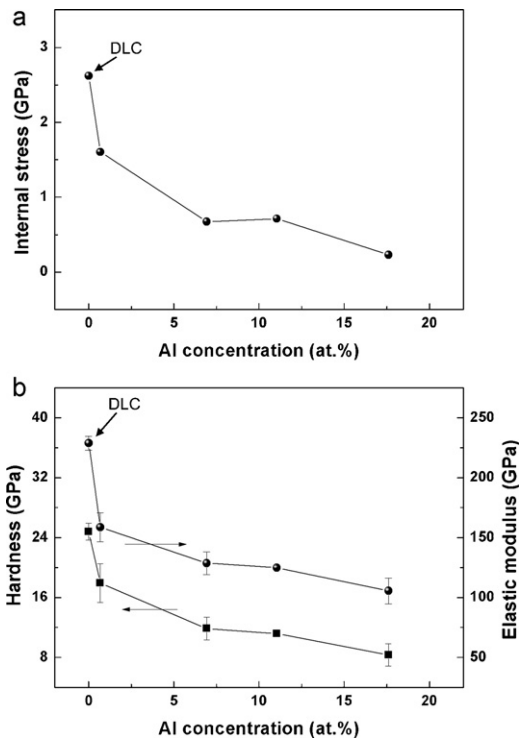 a
DLC
3
2
1
0
Internal stress (GPa)
0 5 10 15 20
Al concentration (at.%)
b
DLC
40
32
24
16
8
Hardness (GPa)
250
200
150
100
50
Elastic modulus (GPa)
0 5 10 15 20
Al concentration (at.%)